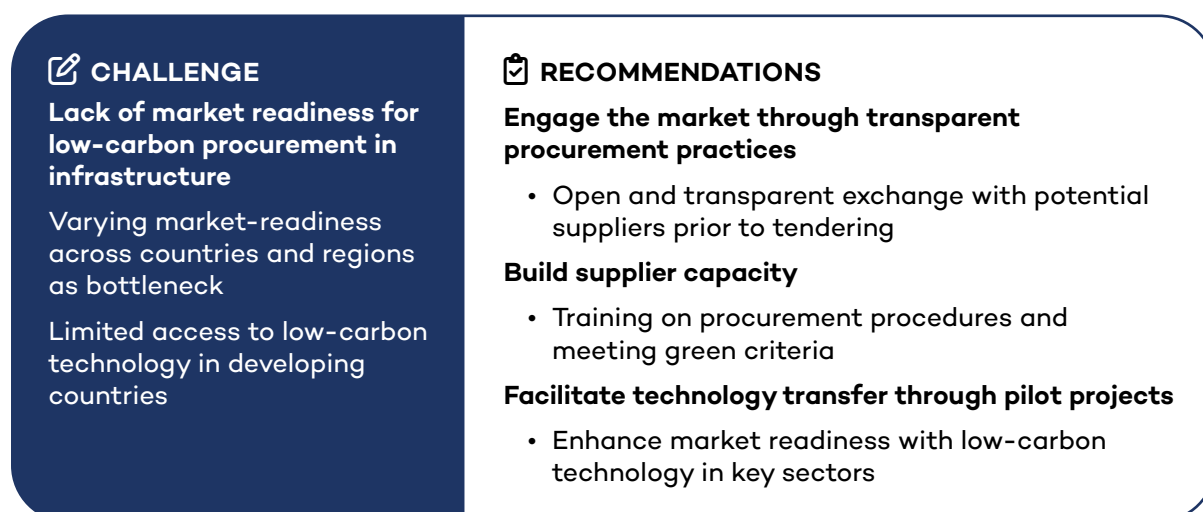 CHALLENGE
Lack of market readiness for
low-carbon procurement in
infrastructure
Varying market-readiness
across countries and regions
as bottleneck
Limited access to low-carbon
technology in developing
countries
RECOMMENDATIONS
Engage the market through transparent
procurement practices
• Open and transparent exchange with potential
suppliers prior to tendering
Build supplier capacity
• Training on procurement procedures and
meeting green criteria
Facilitate technology transfer through pilot projects
• Enhance market readiness with low-carbon
technology in key sectors